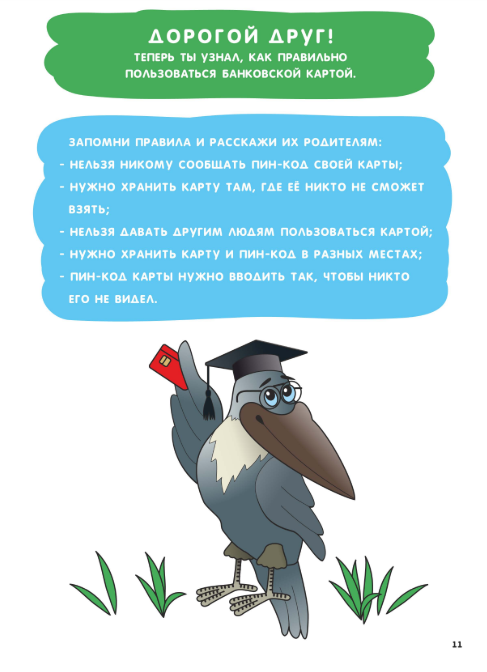 ДОРОГОЙ ДРУГ!
ТЕПЕРЬ ТЫ УЗНАЛ, КАК ПРАВИЛЬНО
ПОЛЬЗОВАТЬСЯ БАНКОВСКОЙ КАРТОЙ.
ЗАПОМНИ ПРАВИЛА И РАССКАЖИ ИХ РОДИТЕЛЯМ:
- НЕЛЬЗЯ НИКОМУ СООБЩАТЬ ПИН-КОД СВОЕЙ КАРТЫ;
- НУЖНО ХРАНИТЬ КАРТУ ТАМ, ГДЕ ЕЁ НИКТО НЕ СМОЖЕТ
ВЗЯТЬ;
- НЕЛЬЗЯ ДАВАТЬ ДРУГИМ ЛЮДЯМ ПОЛЬЗОВАТЬСЯ КАРТОЙ;
- НУЖНО ХРАНИТЬ КАРТУ И ПИН-КОД В РАЗНЫХ МЕСТАХ;
- ПИН-КОД КАРТЫ НУЖНО ВВОДИТЬ ТАК, ЧТОБЫ НИКТО
ЕГО НЕ ВИДЕЛ.
11